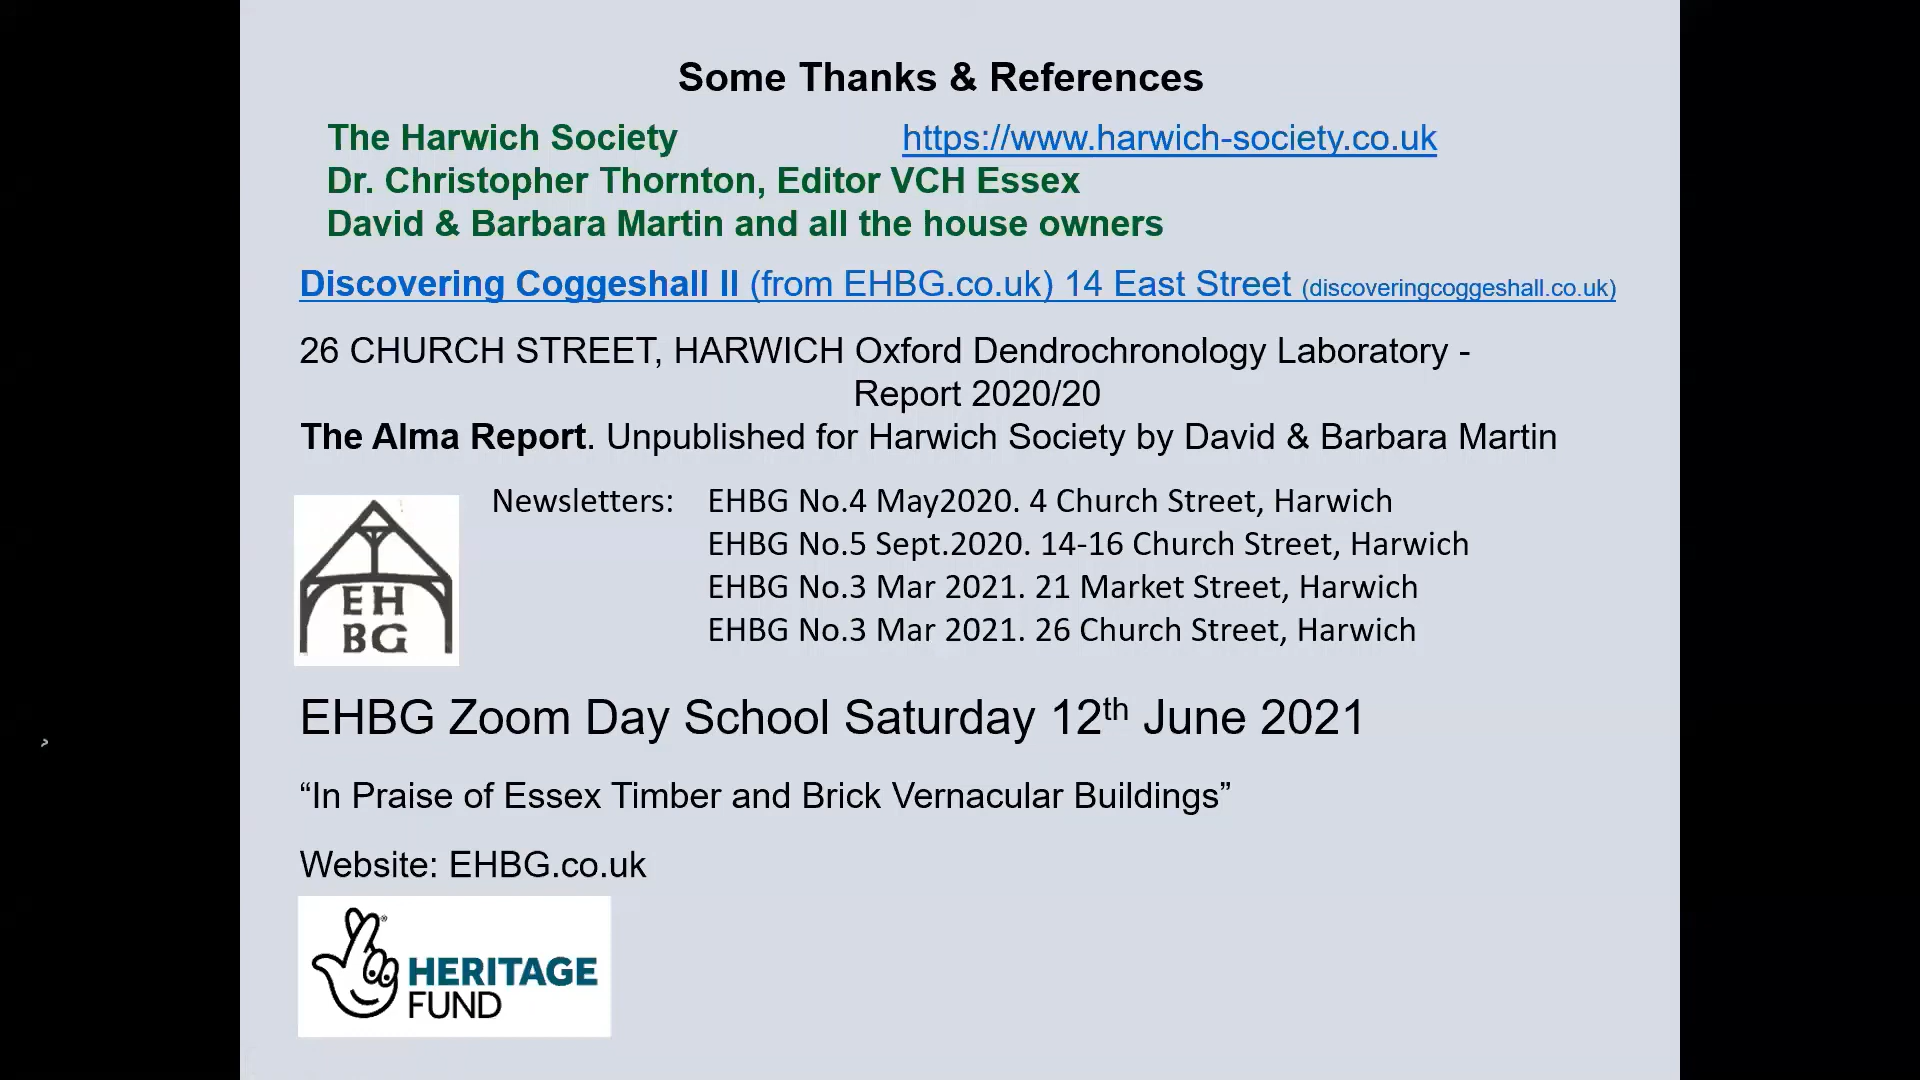 Some Thanks & References
The Harwich Society https://www.harwich-society.co.uk
Dr. Christopher Thornton, Editor VCH Essex
David & Barbara Martin and all the house owners
Discovering Coggeshall II (from EHBG.co.uk) 14 East Street (discoveringcoggeshall.co.uk)
26 CHURCH STREET, HARWICH Oxford Dendrochronology Laboratory -
Report 2020/20
The Alma Report. Unpublished for Harwich Society by David & Barbara Martin
Newsletters: EHBG No.4 May2020. 4 Church Street, Harwich
EHBG No.5 Sept.2020. 14-16 Church Street, Harwich
EHBG No.3 Mar 2021. 21 Market Street, Harwich
EHBG No.3 Mar 2021. 26 Church Street, Harwich
EH
BG
EHBG Zoom Day School Saturday 12th June 2021
“In Praise of Essex Timber and Brick Vernacular Buildings”
Website: EHBG.co.uk
HERITAGE
FUND